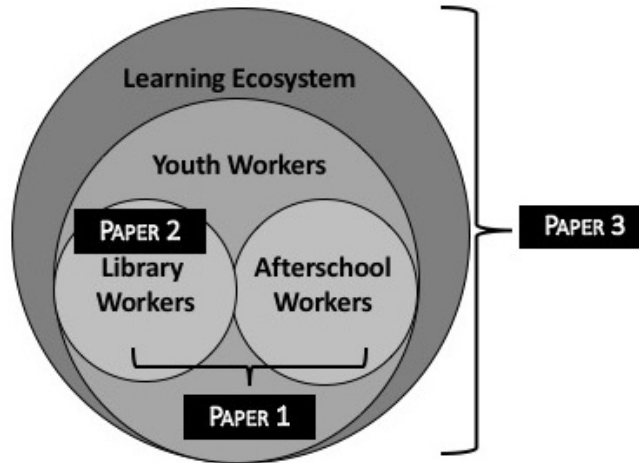 Learning Ecosystem
Youth Workers
PAPER 2
Library
Workers
Afterschool
Workers
PAPER 1
PAPER 3